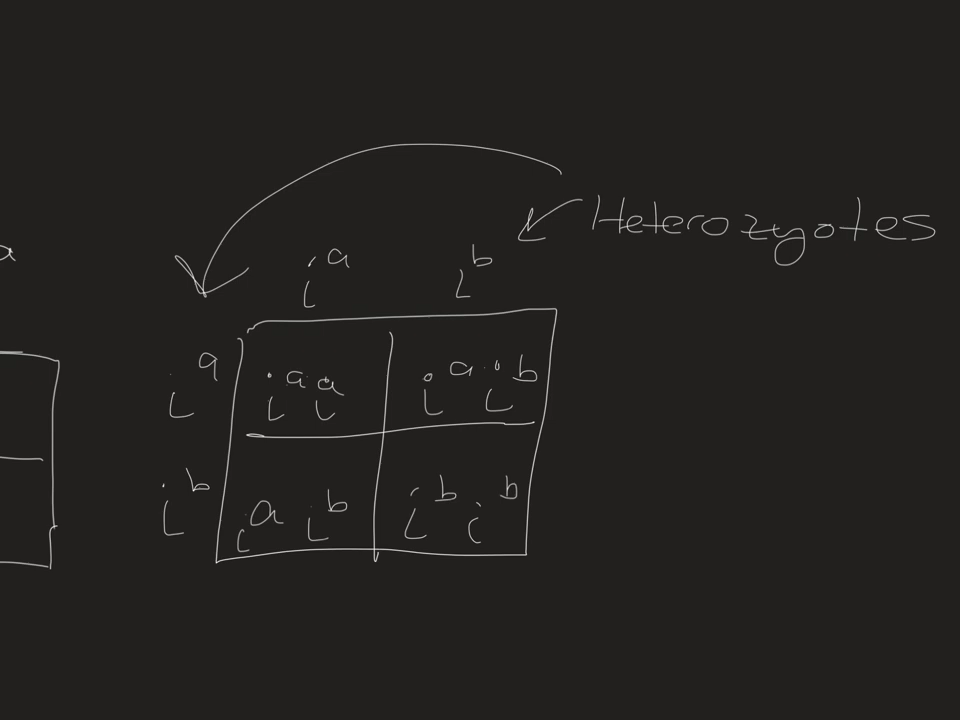 Heterozygotes
a
i^a i^b
i^a i^a i^a i^a i^b
i^b i^a i^b i^b i^b